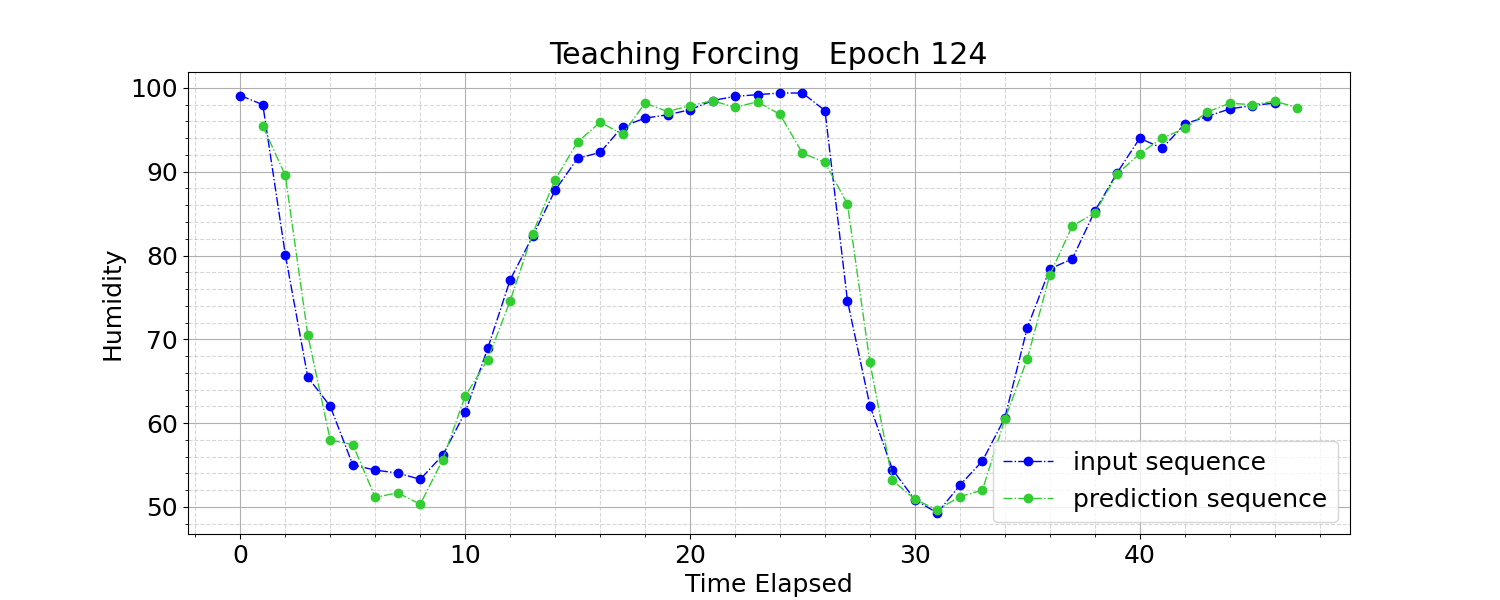 Teaching Forcing   Epoch 124
100
90
80
70
60
50
Humidity
input sequence
prediction sequence
0 10 20 30 40
Time Elapsed